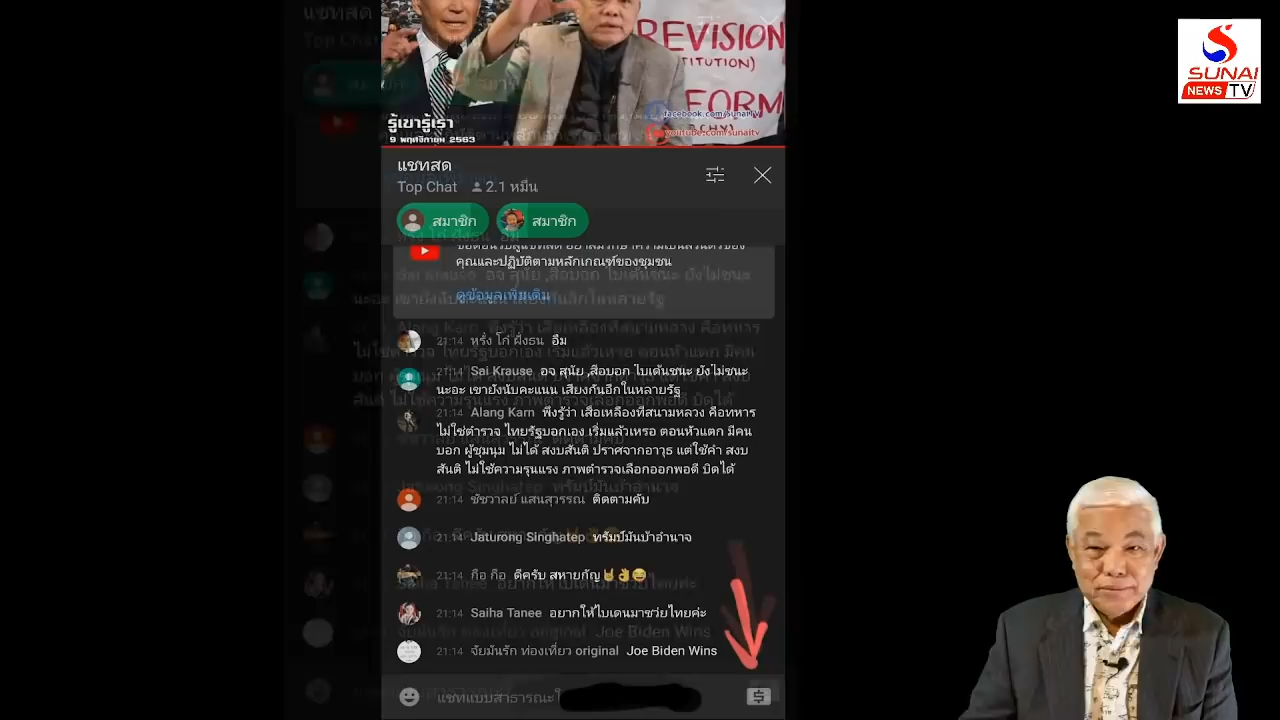 REVISION
TITUTION)
FORM
facebook.com/SunaiTV
youtube.com/sunaitv
รู้เขารู้เรา
9 พฤศจิกายน 2563
SUNAI
NEWS TV
แชทสด
Top Chat 2.1 หมื่น
สมาชิก สมาชิก
คุณและปฏิบัติตามหลักเกณฑ์ของชุมชน
ดูข้อมูลเพิ่มเติม
21:14 หรั่ง โก๋ ฝั่งธน อืม
21:14 Sai Krause อจ สุนัย ,สือบอก ไบเด้นชนะ ยังไม่ชนะ
นะอะ เขายังนับคะแนน เสียงกันอีกในหลายรัฐ
21:14 Alang Karn พึ่งรู้ว่า เสื้อเหลืองที่สนามหลวง คือทหาร
ไม่ใช่ตำรวจ ไทยรัฐบอกเอง เริ่มแล้วเหรอ ตอนหัวแตก มีคน
บอก ผู้ชุมนุม ไม่ได้ สงบสันติ ปราศจากอาวุธ แต่ใช้คำ สงบ
สันติ ไม่ใช้ความรุนแรง ภาพตำรวจเลือกออกพอดี บิดได้
21:14 ชัชวาลย์ แสนสุวรรณ ติดตามคับ
21:14 Jaturong Singhatep ทรัมป์มันบ้าอำนาจ
21:14 กือ กือ ดีครับ สหายกัญ🤘👌😂
21:14 Saiha Tanee อยากให้ไบเดนมาชว่ยไทยค่ะ
21:14 จัยมันรัก ท่องเที่ยว original Joe Biden Wins
แชทแบบสาธารณะใ